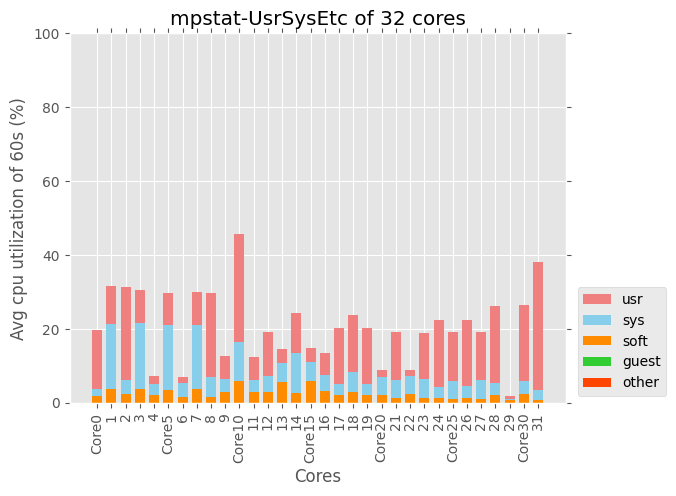 mpstat-UsrSysEtc of 32 cores
Avg cpu utilization of 60s (%)
100
80
60
40
20
0
Core0
1
2
3
4
Core5
6
7
8
9
Core10
11
12
13
14
Core15
16
17
18
19
Core20
21
22
23
24
Core25
26
27
28
29
Core30
31
Cores
usr
sys
soft
guest
other